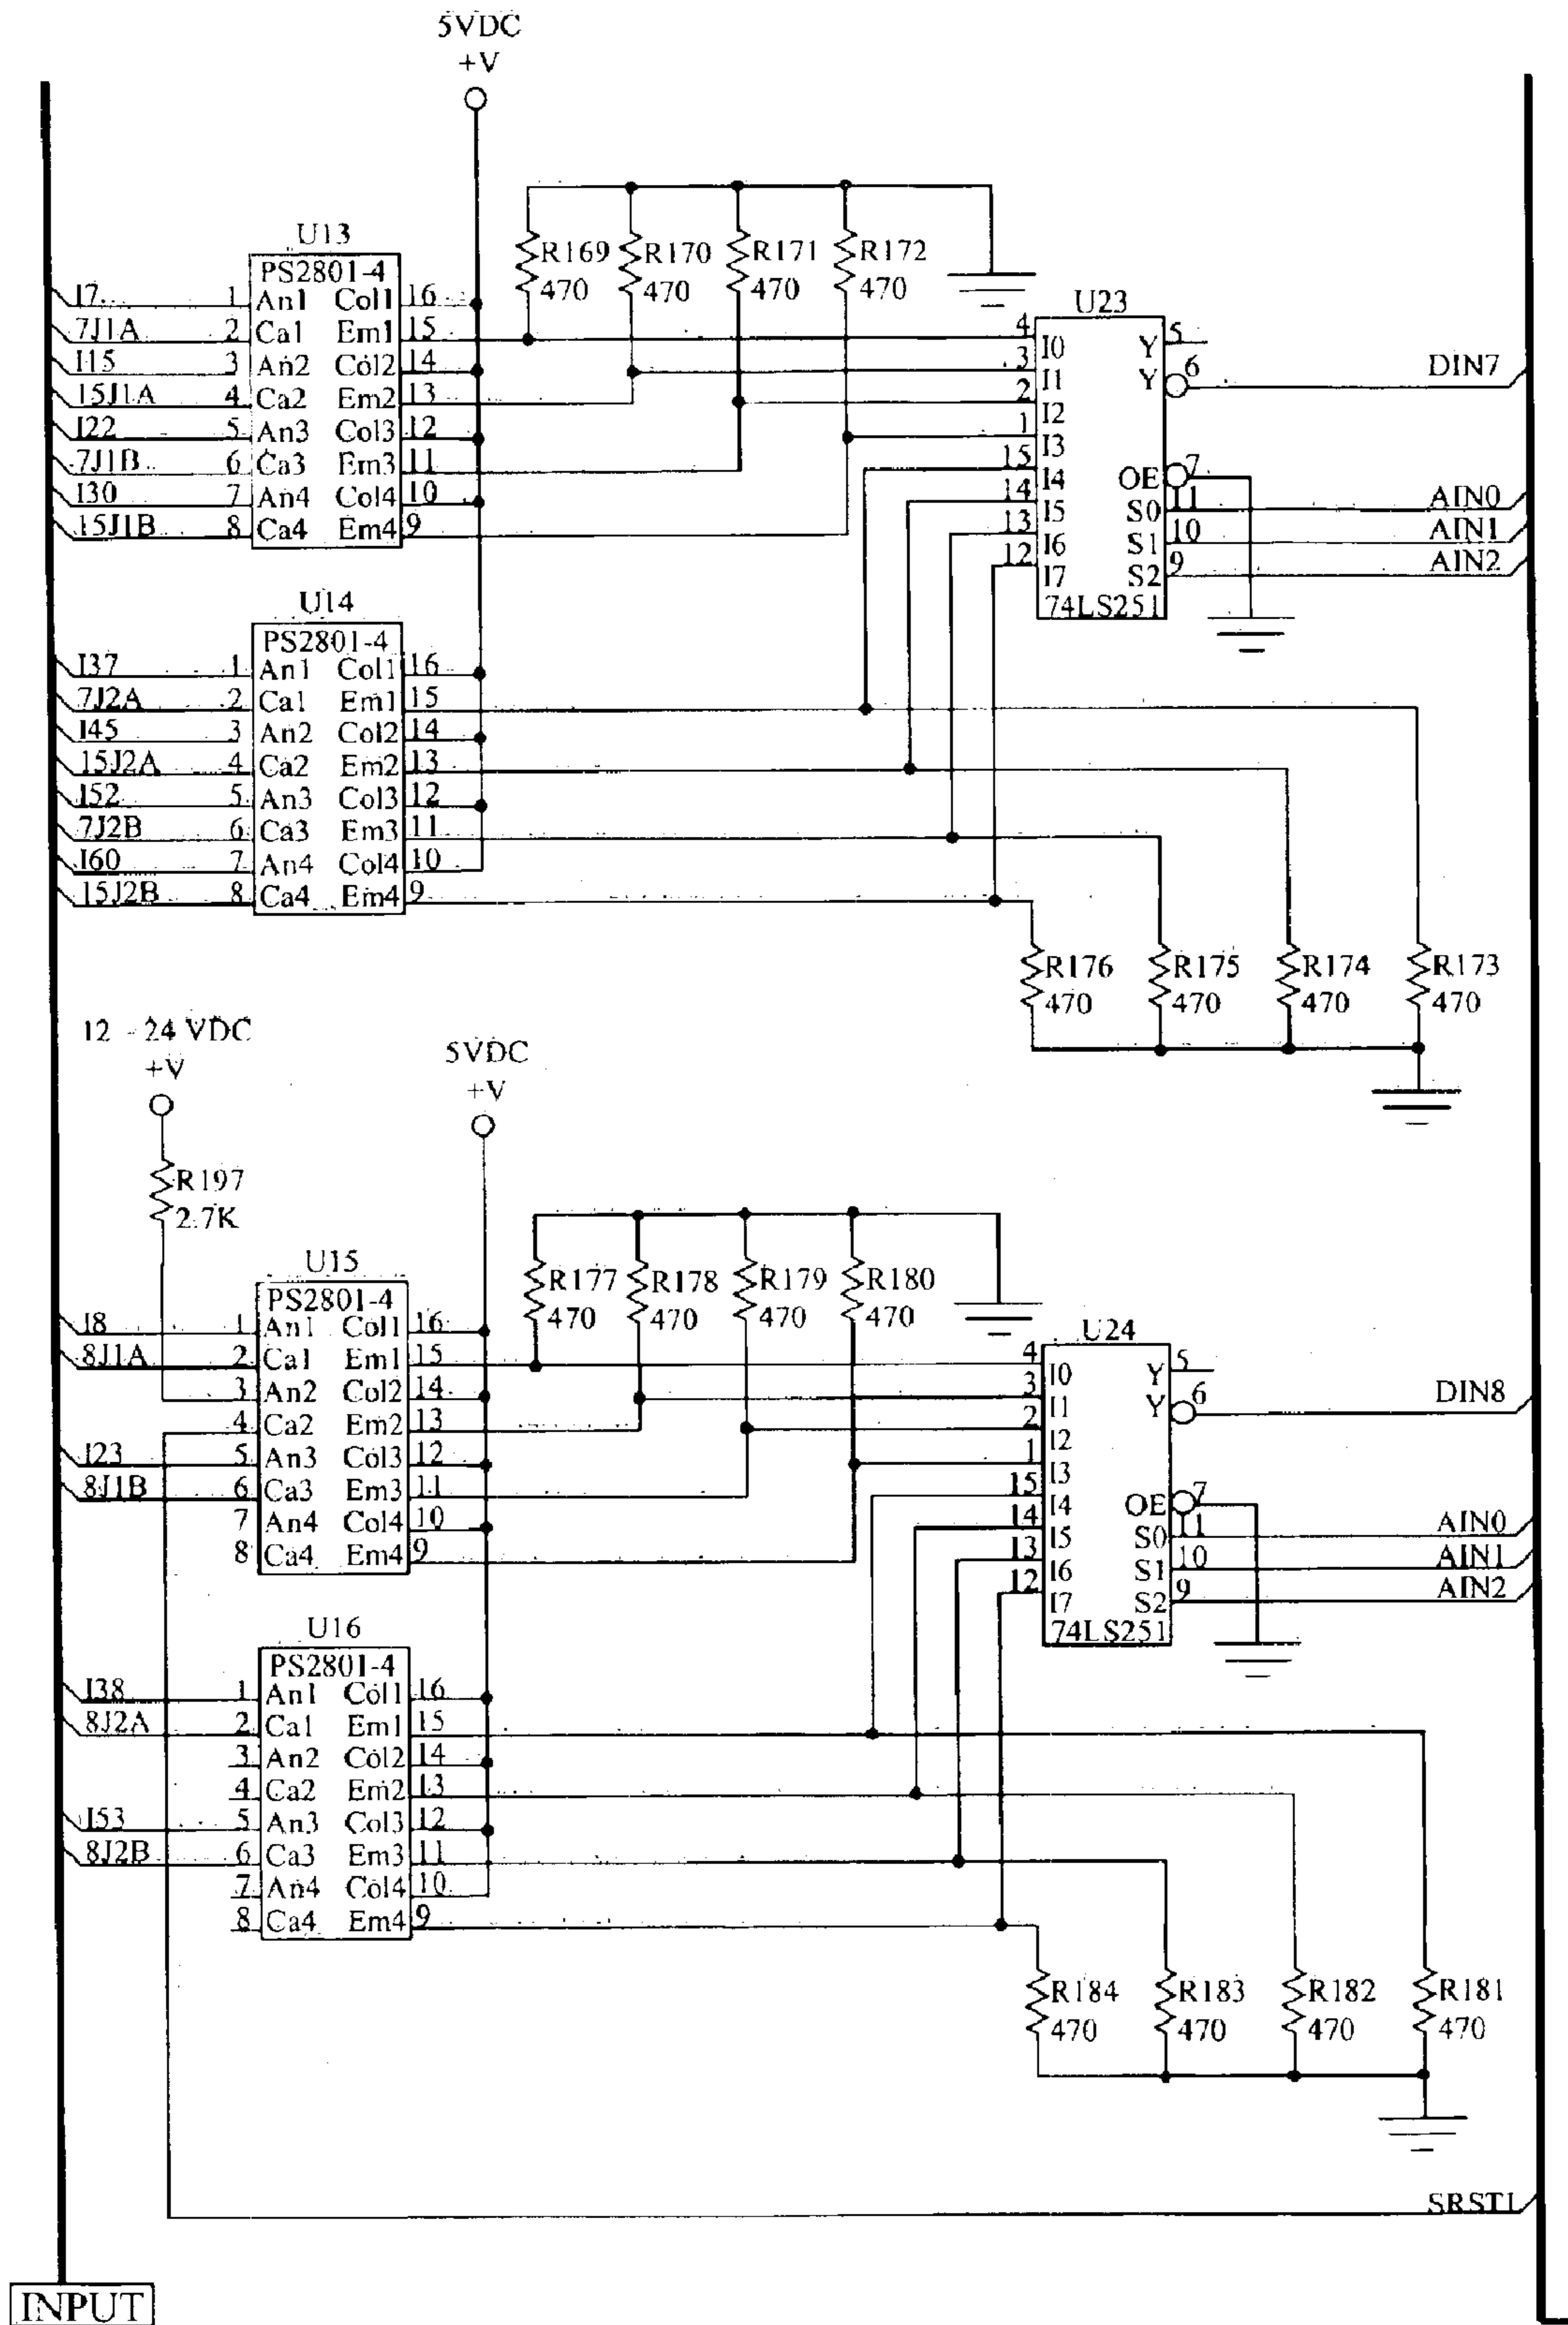 5VDC
+V
U13
PS2801-4
I7 1 An1 Col1 16
7J1A 2 Ca1 Em1 15
I15 3 An2 Col2 14
15J1A 4 Ca2 Em2 13
I22 5 An3 Col3 12
7J1B 6 Ca3 Em3 11
I30 7 An4 Col4 10
15J1B 8 Ca4 Em4 9
R169 R170 R171 R172
470 470 470 470
U23
4 I0 Y 5
3 I1 Y 6 DIN7
2 I2
1 I3
15 I4 OE 7
14 I5 S0 11 AIN0
13 I6 S1 10 AIN1
12 I7 S2 9 AIN2
74LS251
U14
PS2801-4
I37 1 An1 Col1 16
7J2A 2 Ca1 Em1 15
I45 3 An2 Col2 14
15J2A 4 Ca2 Em2 13
I52 5 An3 Col3 12
7J2B 6 Ca3 Em3 11
I60 7 An4 Col4 10
15J2B 8 Ca4 Em4 9
R176 R175 R174 R173
470 470 470 470
12 -24 VDC
+V
5VDC
+V
R197
2.7K
U15
PS2801-4
I8 1 An1 Col1 16
8J1A 2 Ca1 Em1 15
3 An2 Col2 14
4 Ca2 Em2 13
I23 5 An3 Col3 12
8J1B 6 Ca3 Em3 11
7 An4 Col4 10
8 Ca4 Em4 9
R177 R178 R179 R180
470 470 470 470
U24
4 I0 Y 5
3 I1 Y 6 DIN8
2 I2
1 I3
15 I4 OE 7
14 I5 S0 11 AIN0
13 I6 S1 10 AIN1
12 I7 S2 9 AIN2
74LS251
U16
PS2801-4
I38 1 An1 Col1 16
8J2A 2 Ca1 Em1 15
3 An2 Col2 14
4 Ca2 Em2 13
I53 5 An3 Col3 12
8J2B 6 Ca3 Em3 11
7 An4 Col4 10
8 Ca4 Em4 9
R184 R183 R182 R181
470 470 470 470
SRST1
INPUT